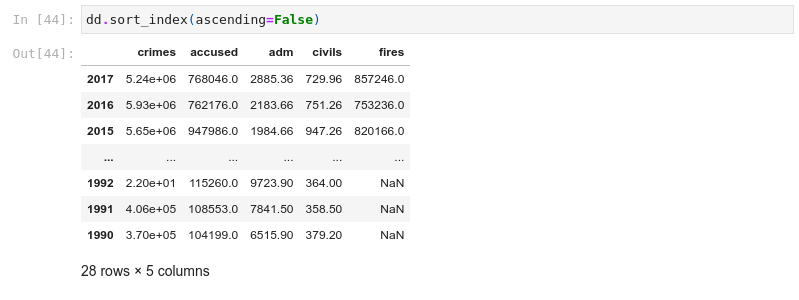 In [44]: dd.sort_index(ascending=False)
Out[44]:
crimes accused adm civils fires
2017 5.24e+06 768046.0 2885.36 729.96 857246.0
2016 5.93e+06 762176.0 2183.66 751.26 753236.0
2015 5.65e+06 947986.0 1984.66 947.26 820166.0
... ... ... ... ... ...
1992 2.20e+01 115260.0 9723.90 364.00 NaN
1991 4.06e+05 108553.0 7841.50 358.50 NaN
1990 3.70e+05 104199.0 6515.90 379.20 NaN
28 rows × 5 columns